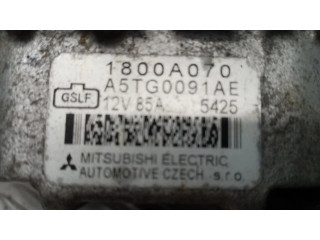 1800A070
GSLF
A5TG0091AE
12V 85A 5425
MITSUBISHI ELECTRIC
AUTOMOTIVE CZECH s.r.o.